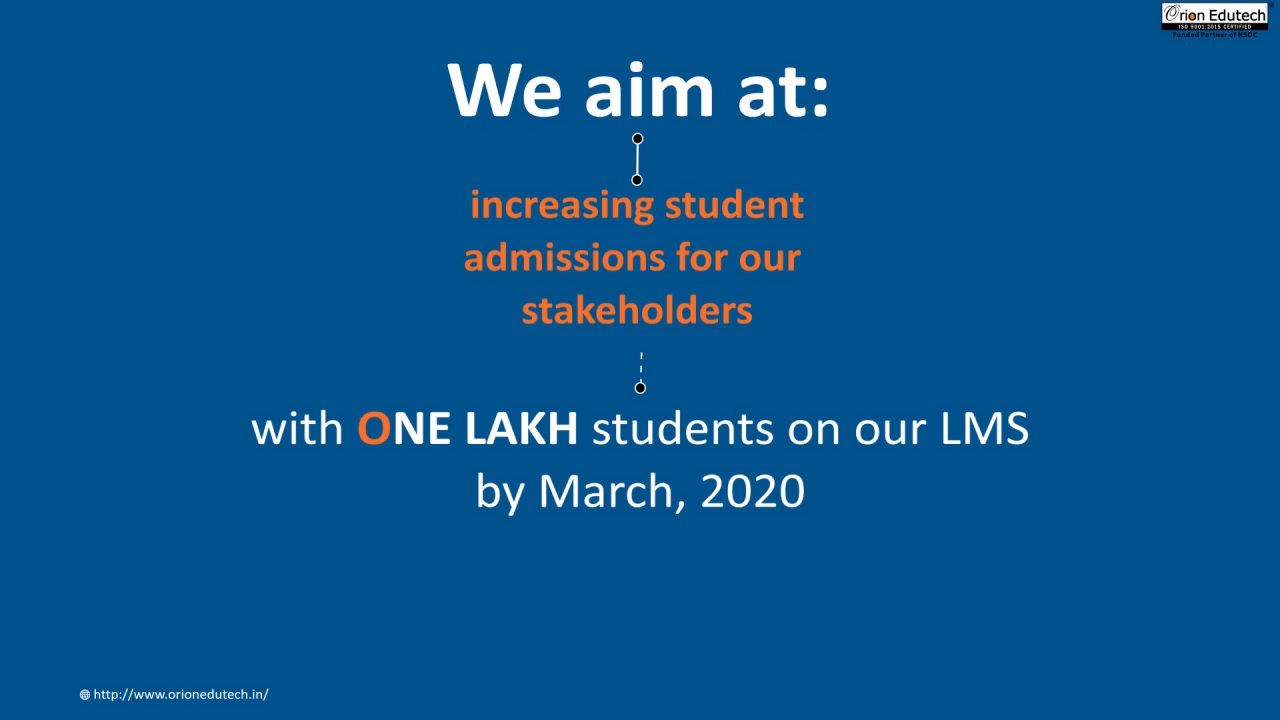 Orion Edutech
ISO 9001:2015 CERTIFIED
Funded Partner of NSDC
We aim at:
increasing student
admissions for our
stakeholders
with ONE LAKH students on our LMS
by March, 2020
http://www.orionedutech.in/